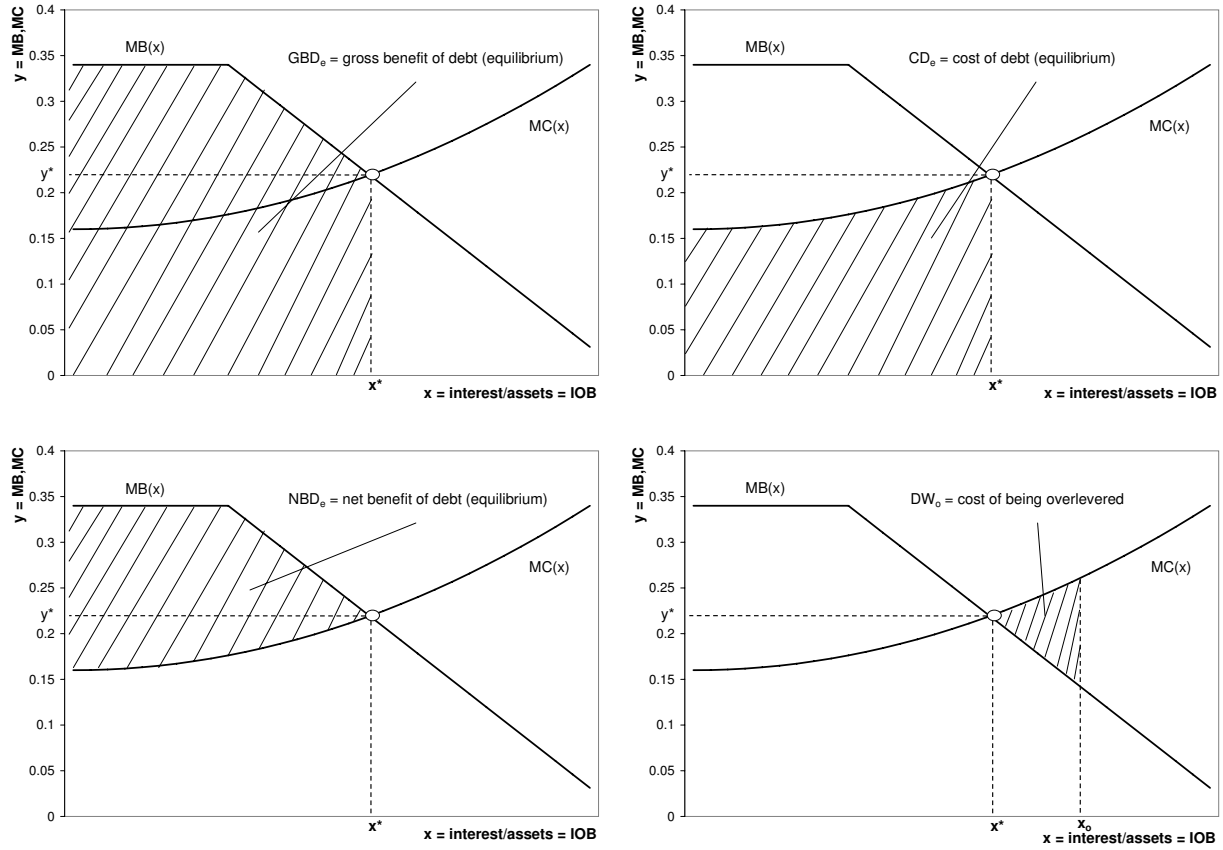 y = MB,MC
0.4
0.35
0.3
0.25
y*
0.2
0.15
0.1
0.05
0
MB(x)
GBDe = gross benefit of debt (equilibrium)
MC(x)
x*
x = interest/assets = IOB
y = MB,MC
0.4
0.35
0.3
0.25
y*
0.2
0.15
0.1
0.05
0
MB(x)
CDe = cost of debt (equilibrium)
MC(x)
x*
x = interest/assets = IOB
y = MB,MC
0.4
0.35
0.3
0.25
y*
0.2
0.15
0.1
0.05
0
MB(x)
NBDe = net benefit of debt (equilibrium)
MC(x)
x*
x = interest/assets = IOB
y = MB,MC
0.4
0.35
0.3
0.25
y*
0.2
0.15
0.1
0.05
0
MB(x)
DWo = cost of being overlevered
MC(x)
x*
xo
x = interest/assets = IOB